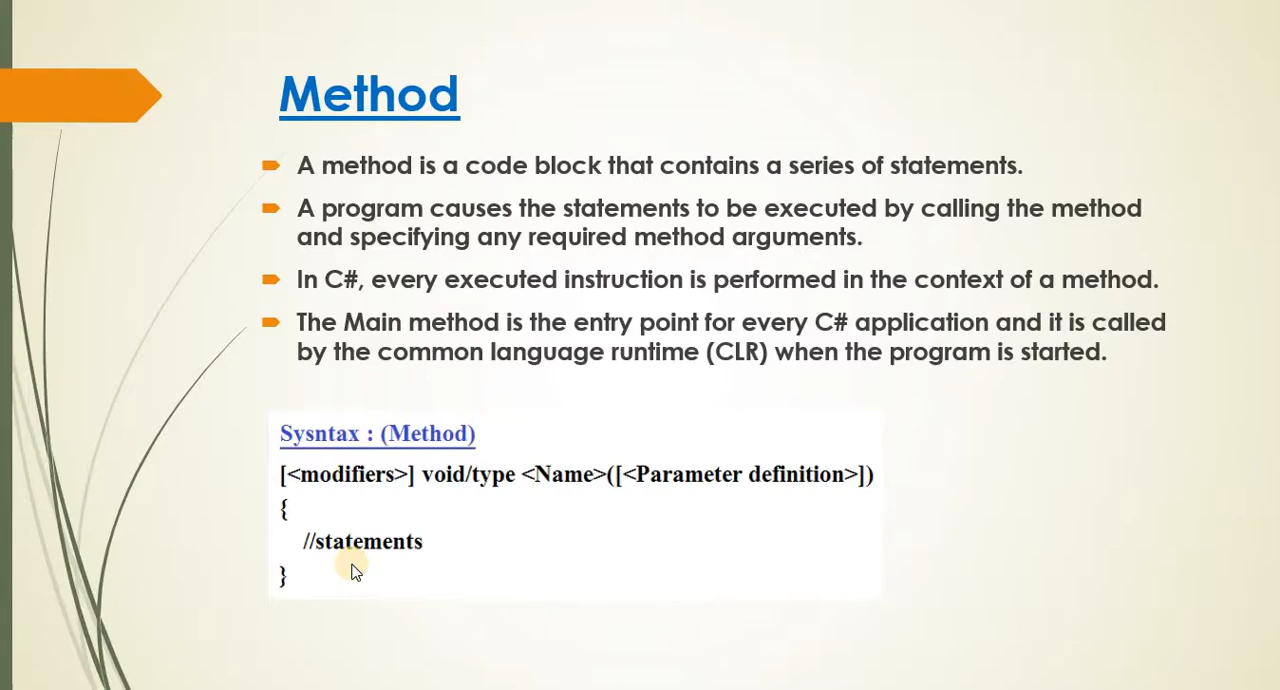 Method
A method is a code block that contains a series of statements.
A program causes the statements to be executed by calling the method
and specifying any required method arguments.
In C#, every executed instruction is performed in the context of a method.
The Main method is the entry point for every C# application and it is called
by the common language runtime (CLR) when the program is started.
Sysntax : (Method)
[<modifiers>] void/type <Name>([<Parameter definition>])
{
//statements
}